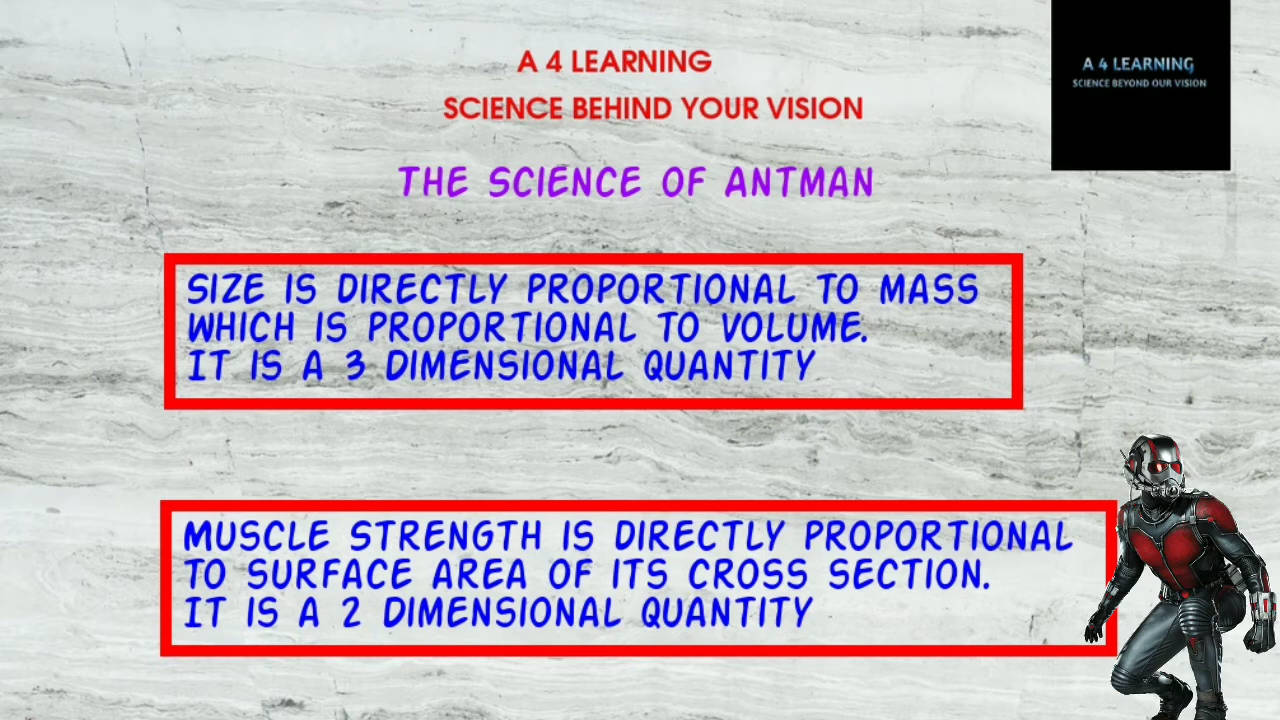 A 4 LEARNING
SCIENCE BEHIND YOUR VISION
A 4 LEARNING
SCIENCE BEYOND OUR VISION
THE SCIENCE OF ANTMAN
SIZE IS DIRECTLY PROPORTIONAL TO MASS
WHICH IS PROPORTIONAL TO VOLUME.
IT IS A 3 DIMENSIONAL QUANTITY
MUSCLE STRENGTH IS DIRECTLY PROPORTIONAL
TO SURFACE AREA OF ITS CROSS SECTION.
IT IS A 2 DIMENSIONAL QUANTITY